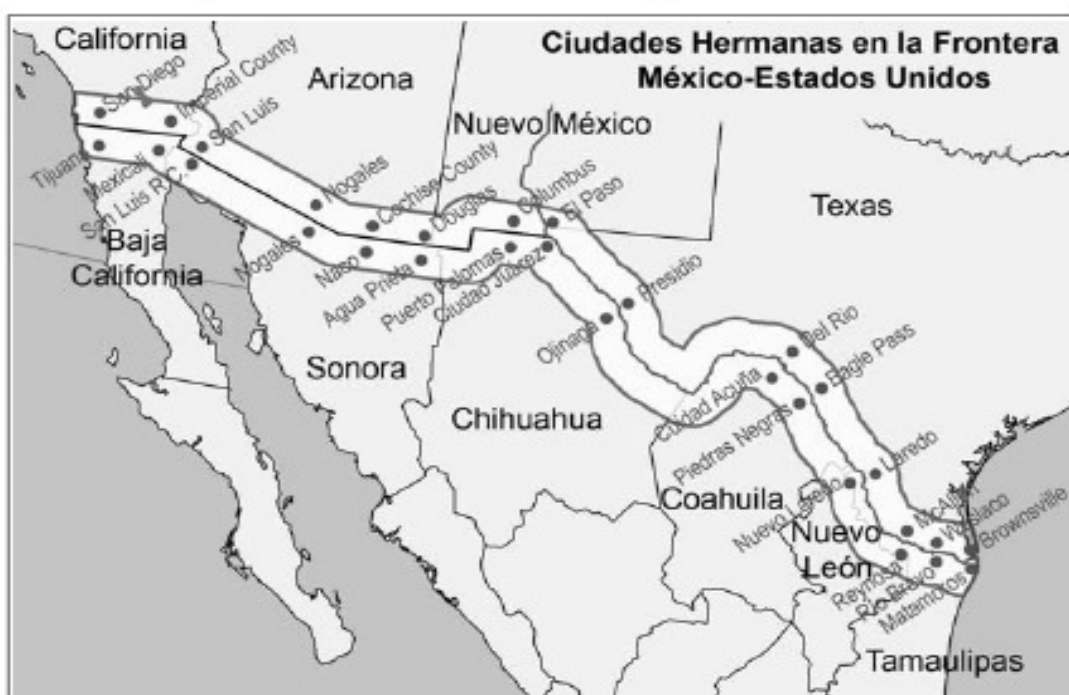 Ciudades Hermanas en la Frontera
México-Estados Unidos
California
Arizona
Nuevo México
Texas
San Diego
Imperial County
San Luis
Nogales
Cochise County
Douglas
Columbus
El Paso
Presidio
Del Rio
Eagle Pass
Laredo
McAllen
Weslaco
Brownsville
Tijuana
Mexicali
San Luis R.C.
Nogales
Naco
Agua Prieta
Puerto Palomas
Ciudad Juárez
Ojinaga
Cuidad Acuña
Piedras Negras
Nuevo Laredo
Reynosa
Río Bravo
Matamoros
Baja
California
Sonora
Chihuahua
Coahuila
Nuevo
León
Tamaulipas